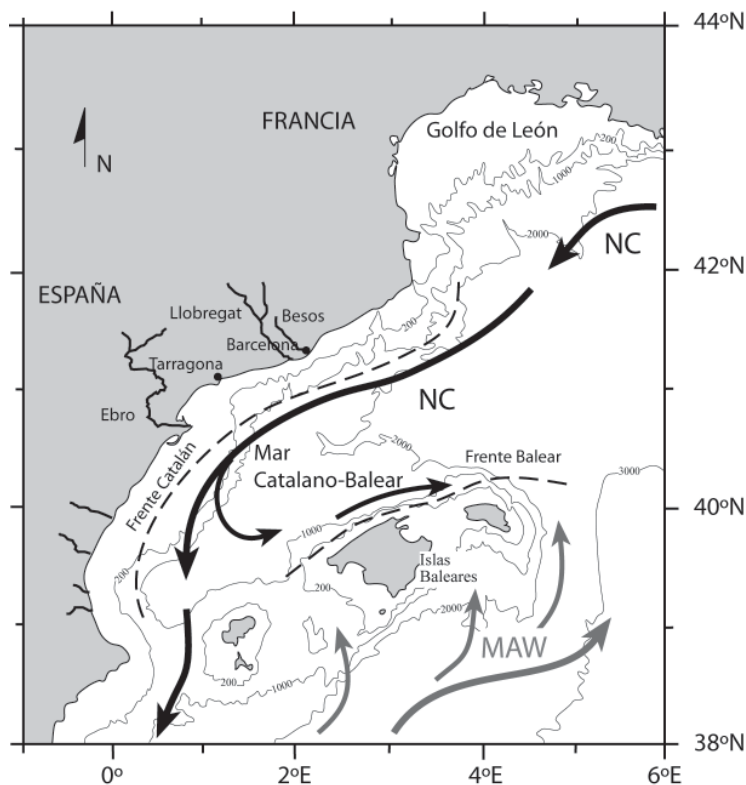 44ºN
FRANCIA
Golfo de León
200
1000
N
2000
NC
42ºN
ESPAÑA
Llobregat
Besos
200
Barcelona
Tarragona
NC
Ebro
2000
Mar
Catalano-Balear
Frente Balear
3000
Frente Catalán
40ºN
1000
200
Islas
Baleares
200
2000
MAW
200
1000
38ºN
0º
2ºE
4ºE
6ºE